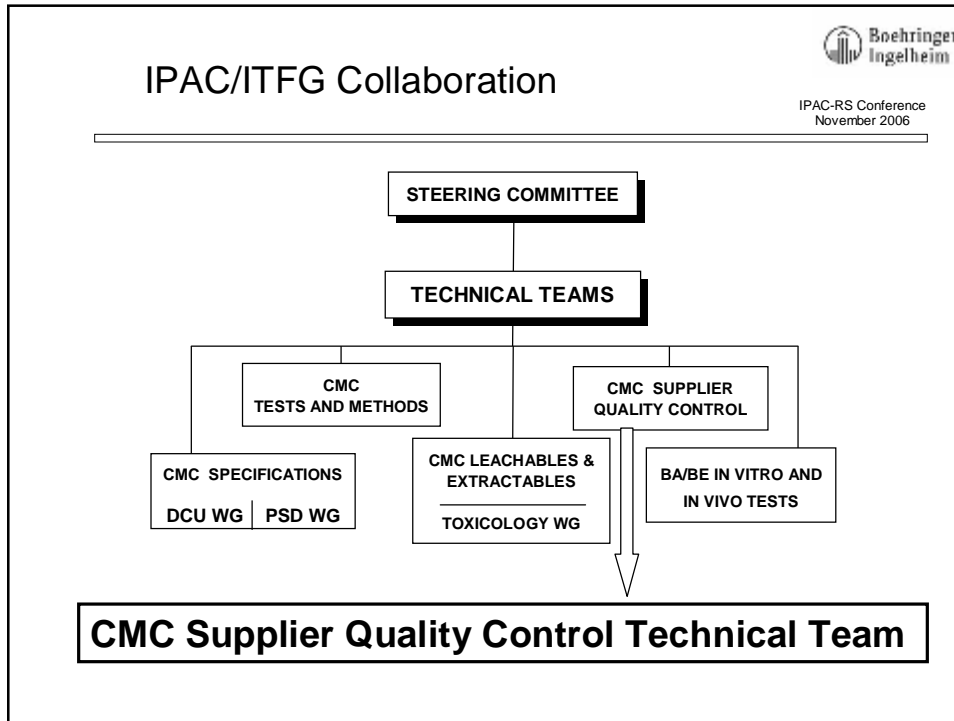 Boehringer
Ingelheim
IPAC/ITFG Collaboration
IPAC-RS Conference
November 2006
STEERING COMMITTEE
TECHNICAL TEAMS
CMC
TESTS AND METHODS
CMC SUPPLIER
QUALITY CONTROL
CMC SPECIFICATIONS
DCU WG PSD WG
CMC LEACHABLES &
EXTRACTABLES
TOXICOLOGY WG
BA/BE IN VITRO AND
IN VIVO TESTS
CMC Supplier Quality Control Technical Team